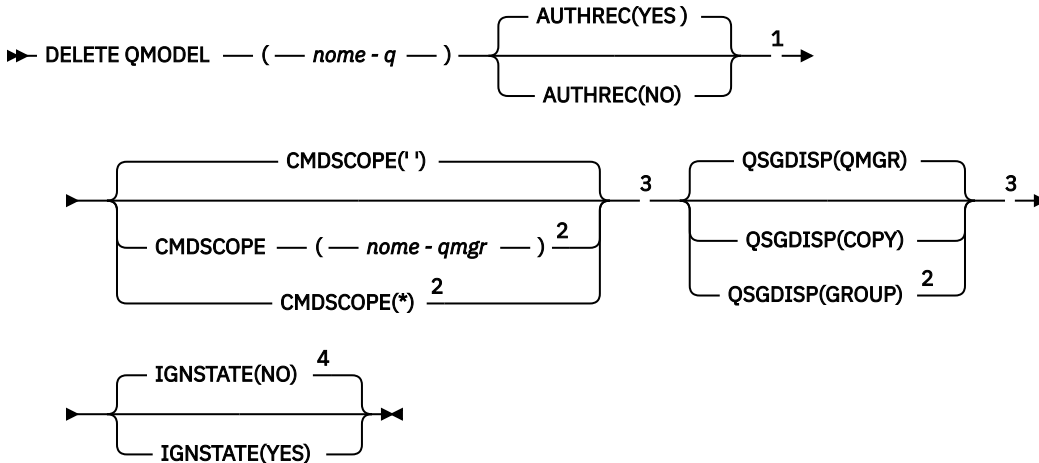 AUTHREC(YES )
DELETE QMODEL ( nome - q ) 1
AUTHREC(NO)
CMDSCOPE(' ') QSGDISP(QMGR)
3 3
CMDSCOPE ( nome - qmgr ) 2 QSGDISP(COPY)
CMDSCOPE(*) 2 QSGDISP(GROUP) 2
IGNSTATE(NO) 4
IGNSTATE(YES)